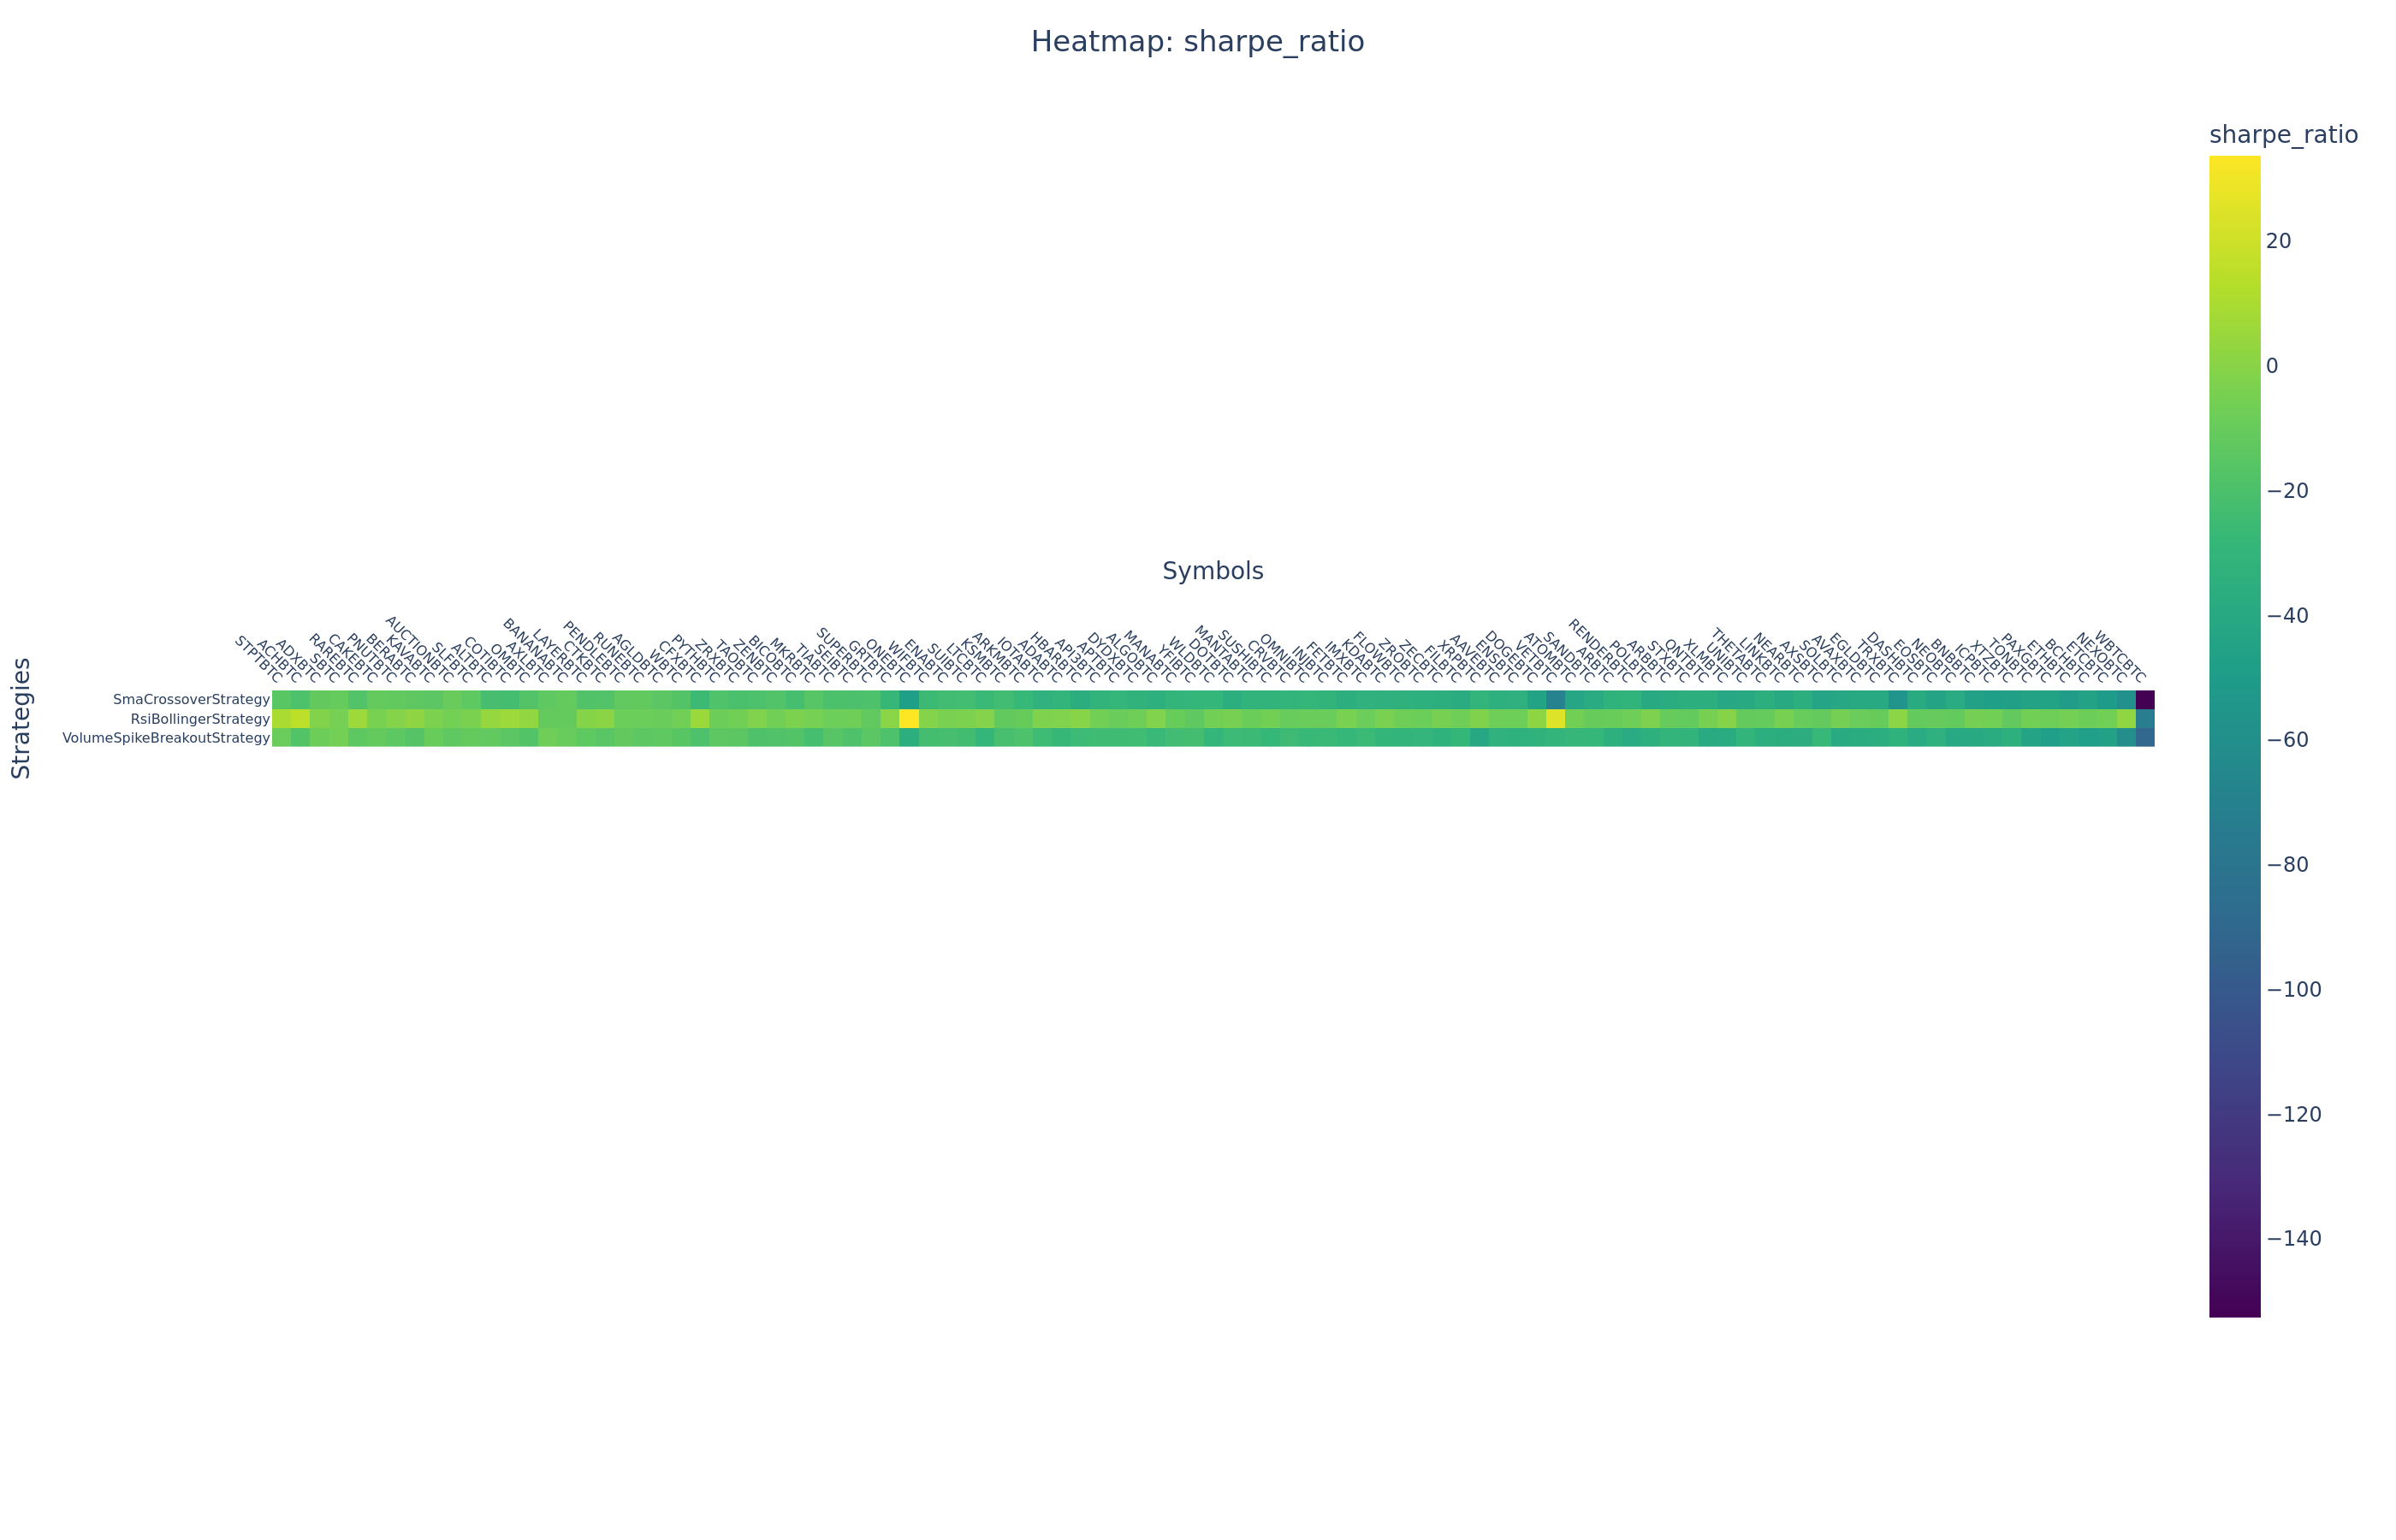 Heatmap: sharpe_ratio
sharpe_ratio
20
0
−20
−40
−60
−80
−100
−120
−140
Symbols
STPTBTC
ACHBTC
ADXBTC
SBTC
RAREBTC
CAKEBTC
PNUTBTC
BERABTC
KAVABTC
AUCTIONBTC
SLFBTC
ALTBTC
COTIBTC
OMBTC
AXLBTC
BANANABTC
LAYERBTC
CTKBTC
PENDLEBTC
RUNEBTC
AGLDBTC
WBTC
CFXBTC
PYTHBTC
ZRXBTC
TAOBTC
ZENBTC
BICOBTC
MKRBTC
TIABTC
SEIBTC
SUPERBTC
GRTBTC
ONEBTC
WIFBTC
ENABTC
SUIBTC
LTCBTC
KSMBTC
ARKMBTC
IOTABTC
ADABTC
HBARBTC
API3BTC
APTBTC
DYDXBTC
ALGOBTC
MANABTC
YFIBTC
WLDBTC
DOTBTC
MANTABTC
SUSHIBTC
CRVBTC
OMNIBTC
INJBTC
FETBTC
IMXBTC
KDABTC
FLOWBTC
ZROBTC
ZECBTC
FILBTC
XRPBTC
AAVEBTC
ENSBTC
DOGEBTC
VETBTC
ATOMBTC
SANDBTC
ARBTC
RENDERBTC
POLBTC
ARBBTC
STXBTC
ONTBTC
XLMBTC
UNIBTC
THETABTC
LINKBTC
NEARBTC
AXSBTC
SOLBTC
AVAXBTC
EGLDBTC
TRXBTC
DASHBTC
EOSBTC
NEOBTC
BNBBTC
ICPBTC
XTZBTC
TONBTC
PAXGBTC
ETHBTC
BCHBTC
ETCBTC
NEXOBTC
WBTCBTC
Strategies
SmaCrossoverStrategy
RsiBollingerStrategy
VolumeSpikeBreakoutStrategy